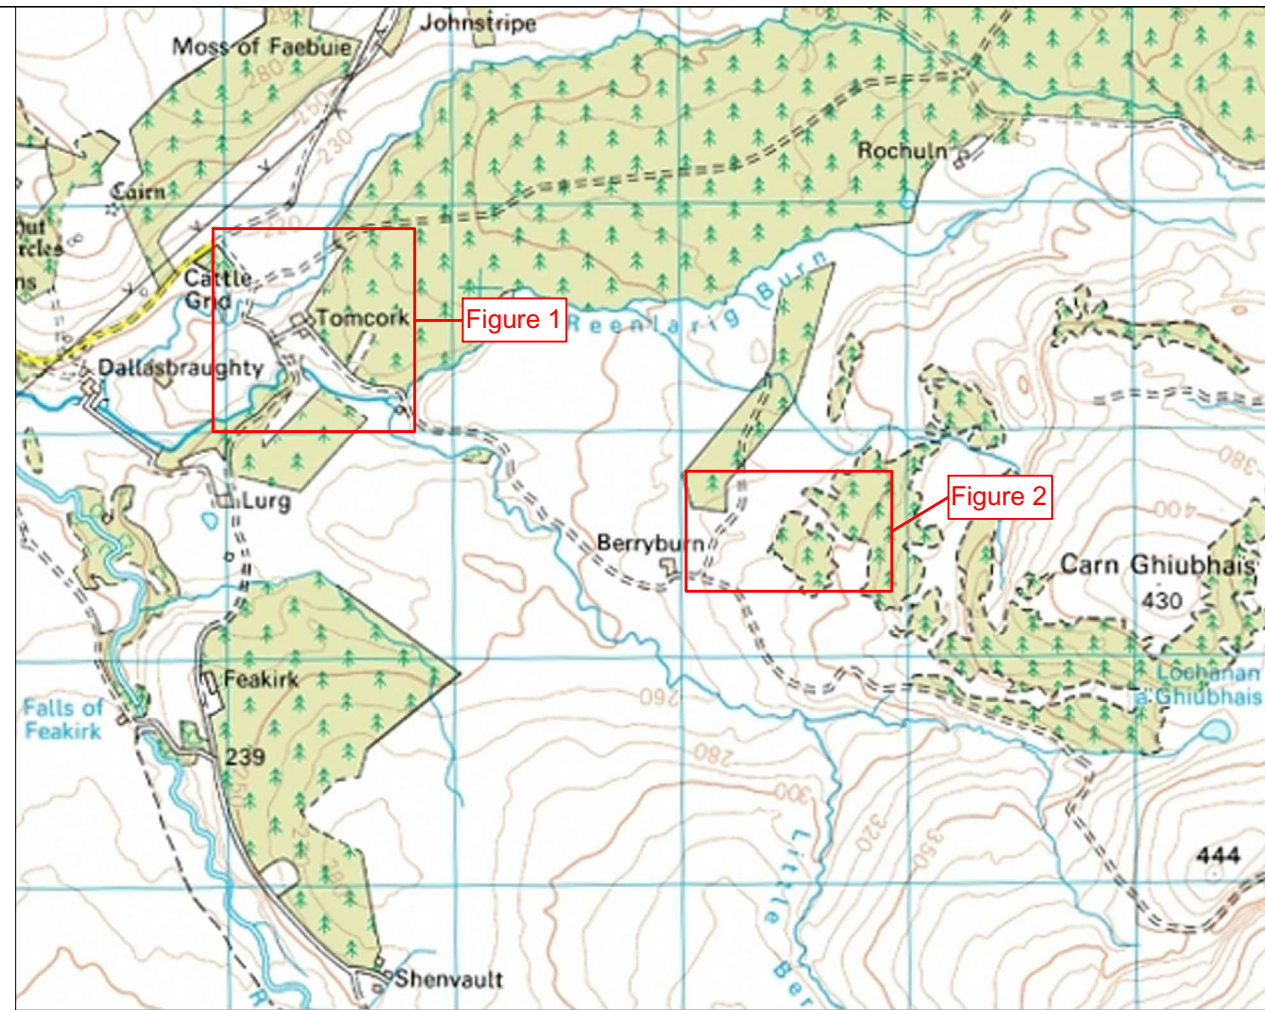 Johnstripe
Moss of Faebuie
280
250
230
Rochuln
Cairn
220
Cattle
Grid
Tomcork
Figure 1
Reenlarig Burn
Dallasbraughty
380
Figure 2
400
Lurg
Berryburn
Carn Ghiubhais
430
Feakirk
260
Lochanan
a' Ghiubhais
Falls of
Feakirk
239
280
300
320
350
Little
Ber
444
Shenvault
R